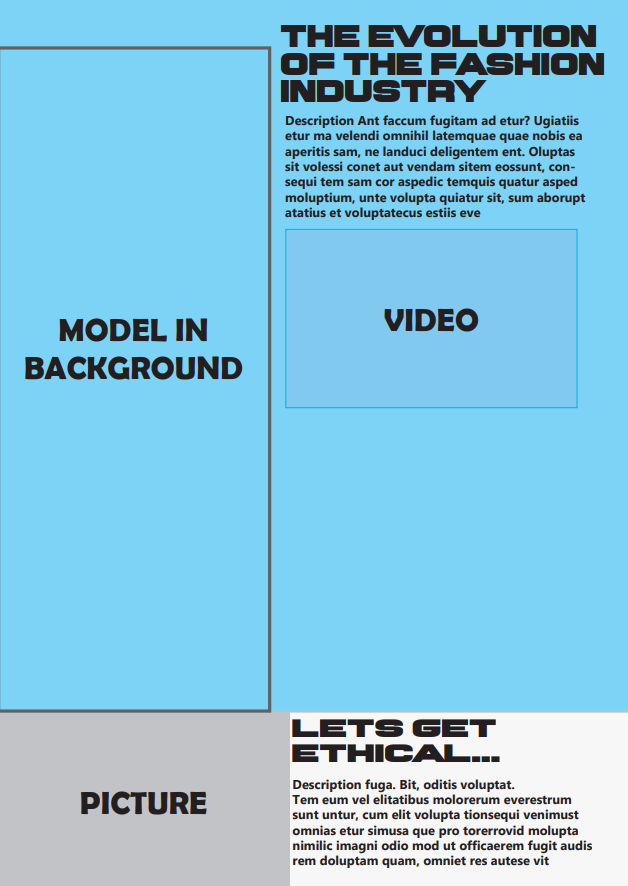 THE EVOLUTION
OF THE FASHION
INDUSTRY
Description Ant faccum fugitam ad etur? Ugiatiis
etur ma velendi omnihil latemquae quae nobis ea
aperitis sam, ne landuci deligentem ent. Oluptas
sit volessi conet aut vendam sitem eossunt, con-
sequi tem sam cor aspedic temquis quatur asped
moluptium, unte volupta quiatur sit, sum aborupt
atatius et voluptatecus estiis eve
VIDEO
MODEL IN
BACKGROUND
PICTURE
LETS GET
ETHICAL...
Description fuga. Bit, oditis voluptat.
Tem eum vel elitatibus molorerum everestrum
sunt untur, cum elit volupta tionsequi venimust
omnias etur simusa que pro torerrovid molupta
nimilic imagni odio mod ut officaerem fugit audis
rem doluptam quam, omniet res autese vit